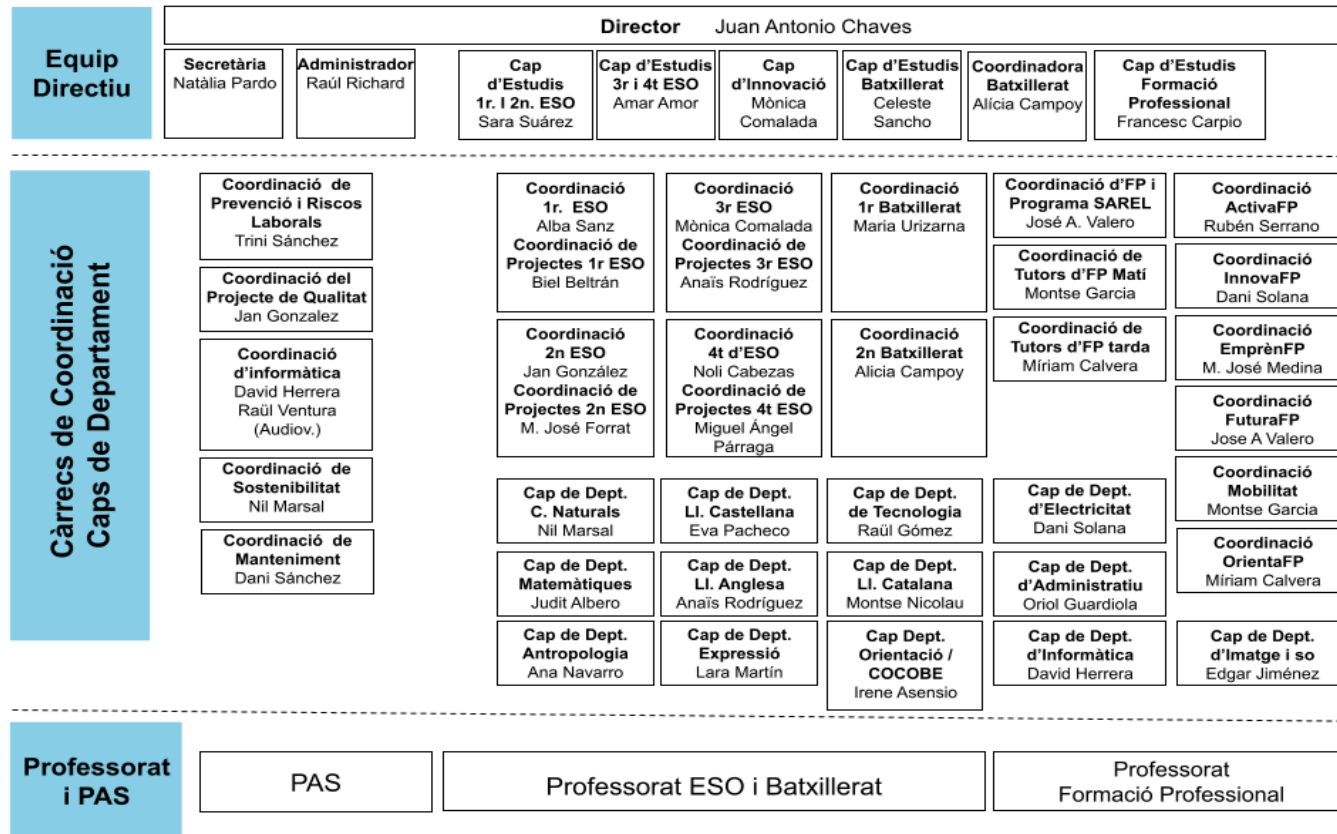 Equip
Directiu
Director Juan Antonio Chaves
Secretària
Natàlia Pardo
Administrador
Raúl Richard
Cap
d'Estudis
1r. I 2n. ESO
Sara Suárez
Cap d'Estudis
3r i 4t ESO
Amar Amor
Cap
d'Innovació
Mònica
Comalada
Cap d'Estudis
Batxillerat
Celeste
Sancho
Coordinadora
Batxillerat
Alícia Campoy
Cap d'Estudis
Formació
Professional
Francesc Carpio
Càrrecs de Coordinació
Caps de Departament
Coordinació de
Prevenció i Riscos
Laborals
Trini Sánchez
Coordinació del
Projecte de Qualitat
Jan Gonzalez
Coordinació
d'informàtica
David Herrera
Raül Ventura
(Audiov.)
Coordinació de
Sostenibilitat
Nil Marsal
Coordinació de
Manteniment
Dani Sánchez
Coordinació
1r. ESO
Alba Sanz
Coordinació de
Projectes 1r ESO
Biel Beltrán
Coordinació
3r ESO
Mònica Comalada
Coordinació de
Projectes 3r ESO
Anaïs Rodríguez
Coordinació
1r Batxillerat
Maria Urizarna
Coordinació
2n ESO
Jan González
Coordinació de
Projectes 2n ESO
M. José Forrat
Coordinació
4t d'ESO
Noli Cabezas
Coordinació de
Projectes 4t ESO
Miguel Ángel
Párraga
Coordinació
2n Batxillerat
Alicia Campoy
Coordinació d'FP i
Programa SAREL
José A. Valero
Coordinació de
Tutors d'FP Matí
Montse Garcia
Coordinació de
Tutors d'FP tarda
Míriam Calvera
Coordinació
ActivaFP
Rubén Serrano
Coordinació
InnovaFP
Dani Solana
Coordinació
EmprènFP
M. José Medina
Coordinació
FuturaFP
Jose A Valero
Coordinació
Mobilitat
Montse Garcia
Coordinació
OrientaFP
Míriam Calvera
Cap de Dept.
C. Naturals
Nil Marsal
Cap de Dept.
Ll. Castellana
Eva Pacheco
Cap de Dept.
de Tecnologia
Raül Gómez
Cap de Dept.
d'Electricitat
Dani Solana
Cap de Dept.
Matemàtiques
Judit Albero
Cap de Dept.
Ll. Anglesa
Anaïs Rodríguez
Cap de Dept.
Ll. Catalana
Montse Nicolau
Cap de Dept.
d'Administratiu
Oriol Guardiola
Cap de Dept.
Antropologia
Ana Navarro
Cap de Dept.
Expressió
Lara Martín
Cap Dept.
Orientació /
COCOBE
Irene Asensio
Cap de Dept.
d'Informàtica
David Herrera
Cap de Dept.
d'Imatge i so
Edgar Jiménez
Professorat
i PAS
PAS
Professorat ESO i Batxillerat
Professorat
Formació Professional